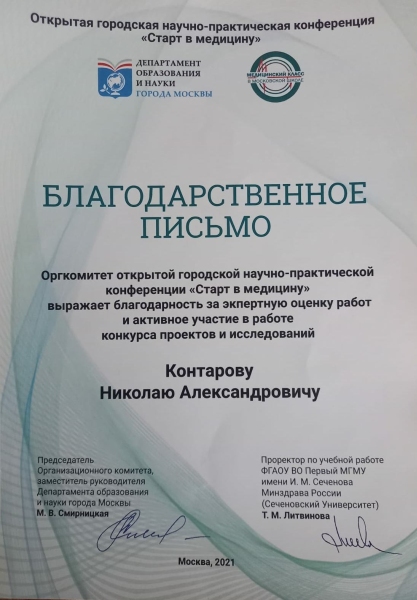 Открытая городская научно-практическая конференция
«Старт в медицину»
ДЕПАРТАМЕНТ
ОБРАЗОВАНИЯ
И НАУКИ
ГОРОДА МОСКВЫ
МЕДИЦИНСКИЙ КЛАСС
В МОСКОВСКОЙ ШКОЛЕ
БЛАГОДАРСТВЕННОЕ
ПИСЬМО
Оргкомитет открытой городской научно-практической
конференции «Старт в медицину»
выражает благодарность за экпертную оценку работ
и активное участие в работе
конкурса проектов и исследований
Контарову
Николаю Александровичу
Председатель
Организационного комитета,
заместитель руководителя
Департамента образования
и науки города Москвы
М. В. Смирницкая
Проректор по учебной работе
ФГАОУ ВО Первый МГМУ
имени И. М. Сеченова
Минздрава России
(Сеченовский Университет)
Т. М. Литвинова
Москва, 2021